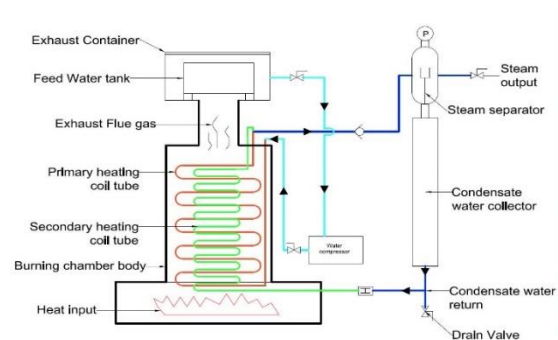 Exhaust Container
Feed Water tank
Exhaust Flue gas
Primary heating
coil tube
Secondary heating
coil tube
Burning chamber body
Heat input
Water
compressor
P
Steam
output
Steam separator
Condensate
water collector
Condensate water
return
Drain Valve